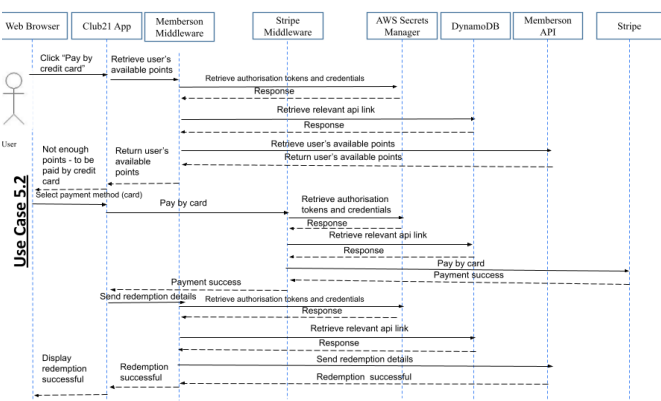 Web Browser
Club21 App
Memberson
Middleware
Stripe
Middleware
AWS Secrets
Manager
DynamoDB
Memberson
API
Stripe
Click “Pay by
credit card”
Retrieve user’s
available points
Retrieve authorisation tokens and credentials
Response
Retrieve relevant api link
Response
User
Retrieve user’s available points
Return user’s available points
Not enough
points - to be
paid by credit
card
Return user’s
available
points
Use Case 5.2
Select payment method (card)
Pay by card
Retrieve authorisation
tokens and credentials
Response
Retrieve relevant api link
Response
Pay by card
Payment success
Payment success
Send redemption details
Retrieve authorisation tokens and credentials
Response
Retrieve relevant api link
Response
Send redemption details
Redemption successful
Display
redemption
successful
Redemption
successful